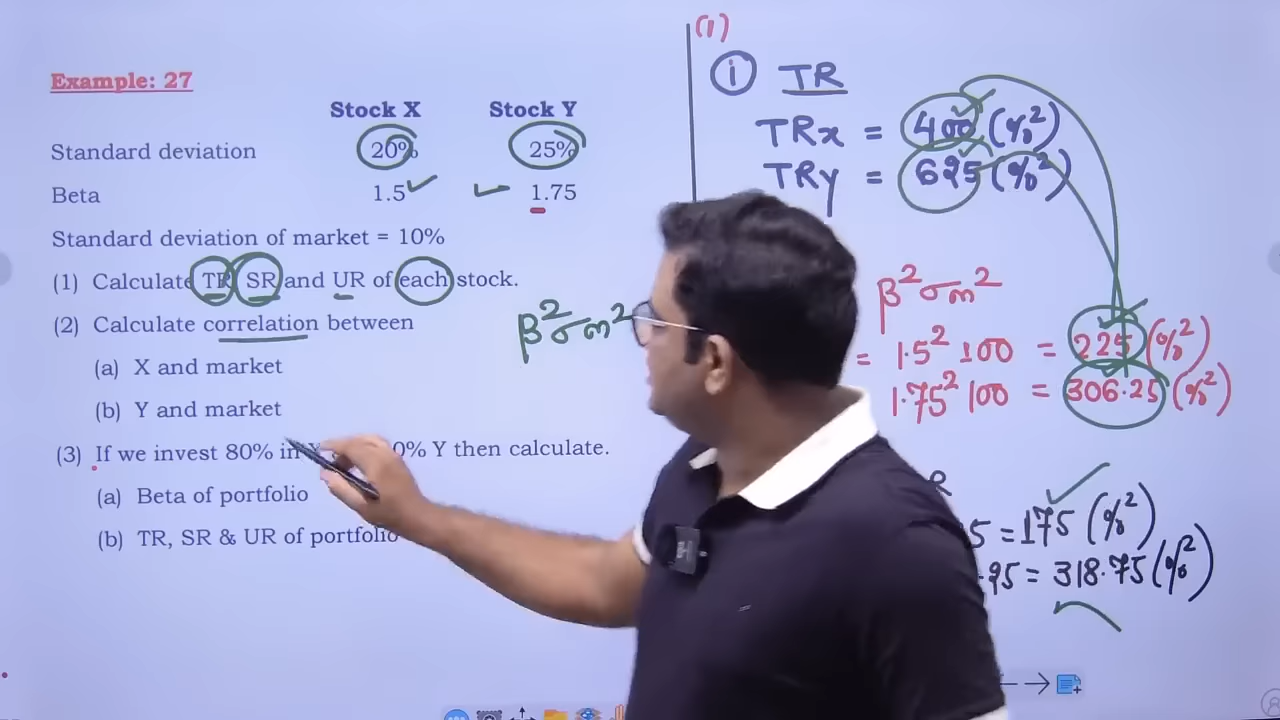 Example: 27
Stock X Stock Y
Standard deviation 20% 25%
Beta 1.5 1.75
Standard deviation of market = 10%
(1) Calculate TR SR and UR of each stock.
(2) Calculate correlation between
(a) X and market
(b) Y and market
(3) If we invest 80% in 0% Y then calculate.
(a) Beta of portfolio
(b) TR, SR & UR of portfolio
β²σm²
(1)
(i) TR
TRx = 400 (%²)
TRy = 625 (%²)
β²σm²
= 1.5² 100 = 225 (%²)
1.75² 100 = 306.25 (%²)
R
5 = 175 (%²)
25 = 318.75 (%²)